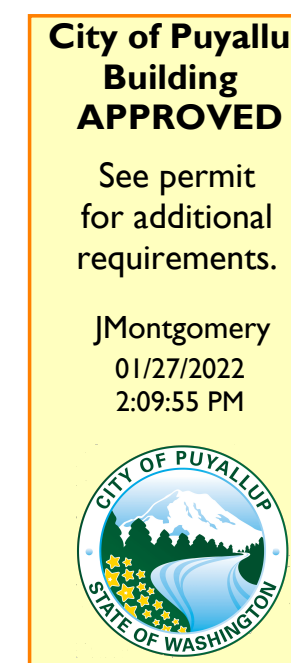 City of Puyallu
Building
APPROVED
See permit
for additional
requirements.
JMontgomery
01/27/2022
2:09:55 PM
CITY OF PUYALLUP
STATE OF WASHINGTON